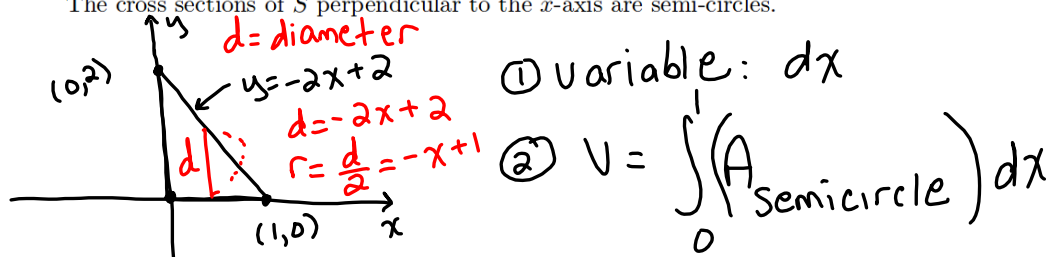 The cross sections of S perpendicular to the x-axis are semi-circles.
y
d = diameter
(0,2)
y=-2x+2
d=-2x+2
d
r= d/2 = -x+1
(1,0)
x
① variable: dx
② V = ∫₀¹ (A semicircle) dx